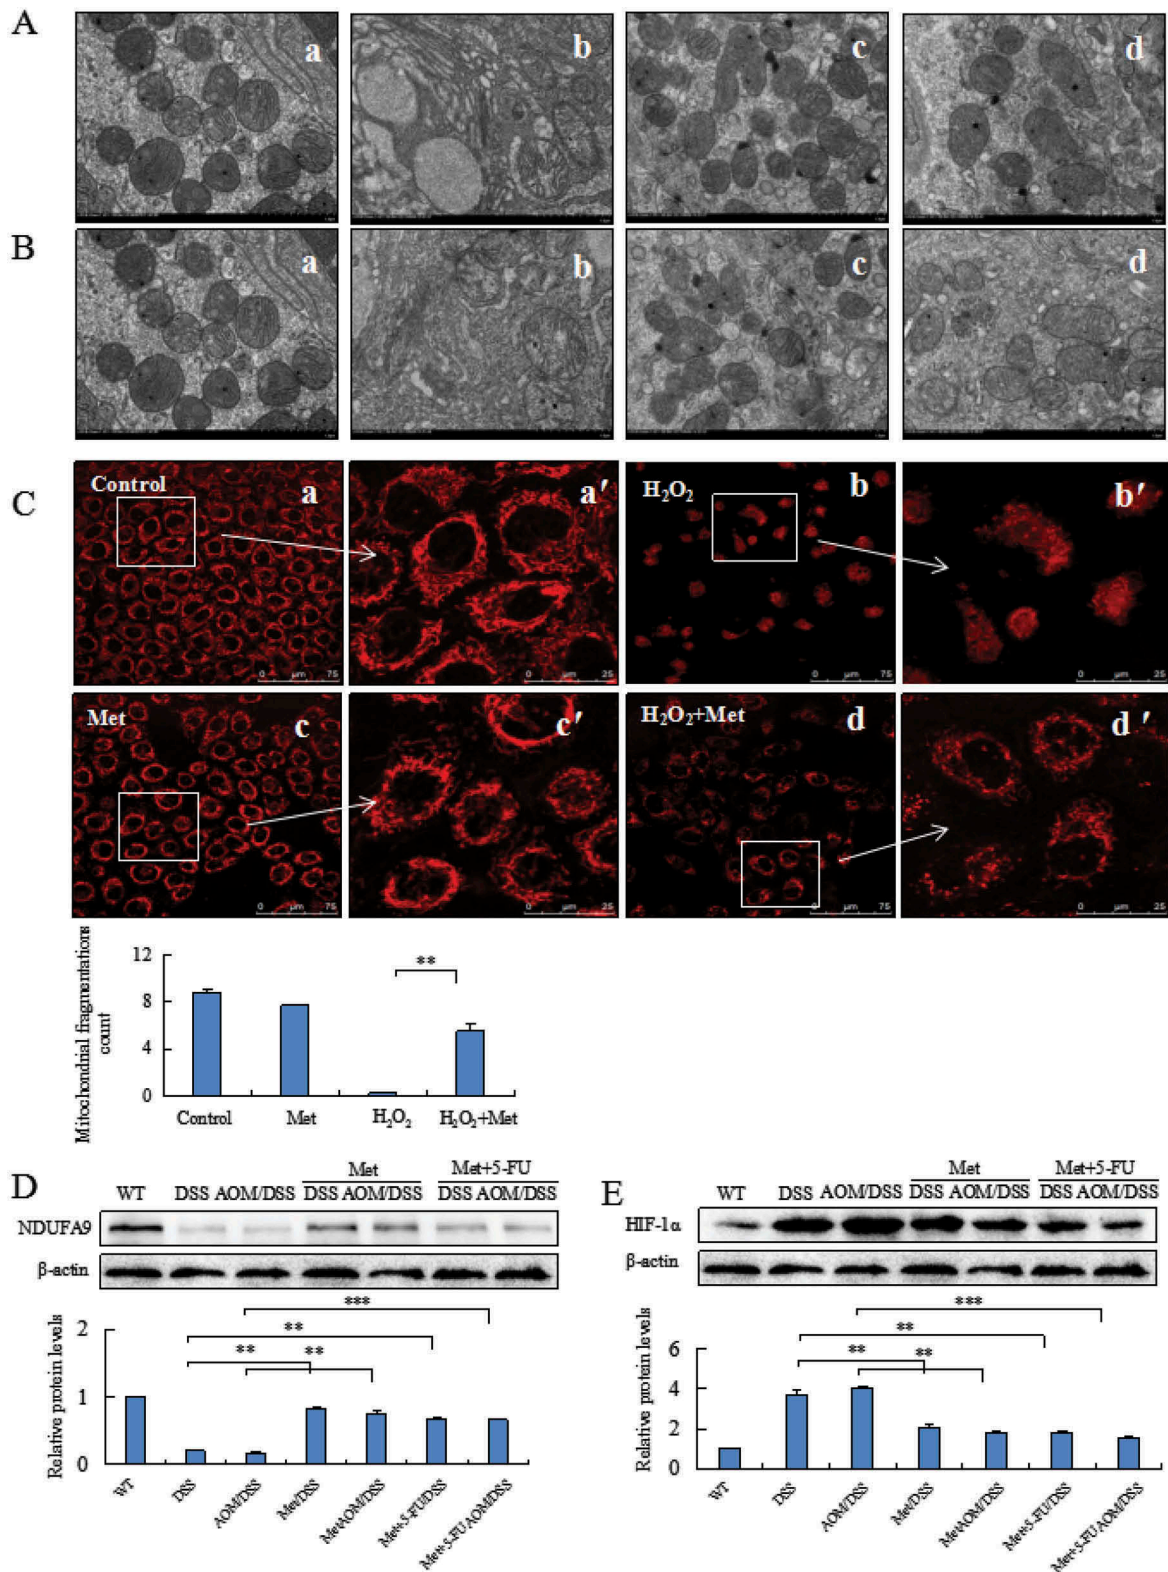 A
a
b
c
d
B
a
b
c
d
C
Control
a
a′
H₂O₂
b
b′
0 μm 75
0 μm 25
0 μm 75
0 μm 25
Met
c
c′
H₂O₂+Met
d
d′
0 μm 75
0 μm 25
0 μm 75
0 μm 25
Mitochondrial fragmentations
count
12
8
4
0
**
Control
Met
H₂O₂
H₂O₂+Met
D
Met
Met+5-FU
WT
DSS
AOM/DSS
DSS
AOM/DSS
DSS
AOM/DSS
NDUFA9
β-actin
Relative protein levels
2
1
0
***
**
**
**
WT
DSS
AOM/DSS
Met/DSS
Met/AOM/DSS
Met+5-FU/DSS
Met+5-FU AOM/DSS
E
Met
Met+5-FU
WT
DSS
AOM/DSS
DSS
AOM/DSS
DSS
AOM/DSS
HIF-1α
β-actin
Relative protein levels
6
4
2
0
***
**
**
**
WT
DSS
AOM/DSS
Met/DSS
Met/AOM/DSS
Met+5-FU/DSS
Met+5-FU AOM/DSS